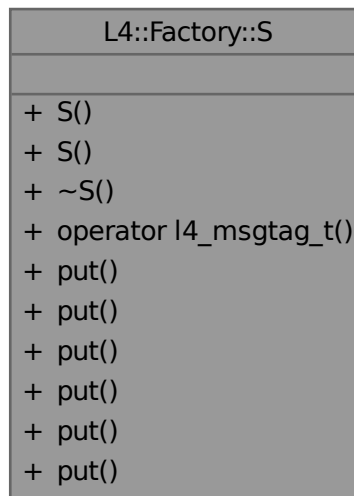 L4::Factory::S
+ S()
+ S()
+ ~S()
+ operator l4_msgtag_t()
+ put()
+ put()
+ put()
+ put()
+ put()
+ put()